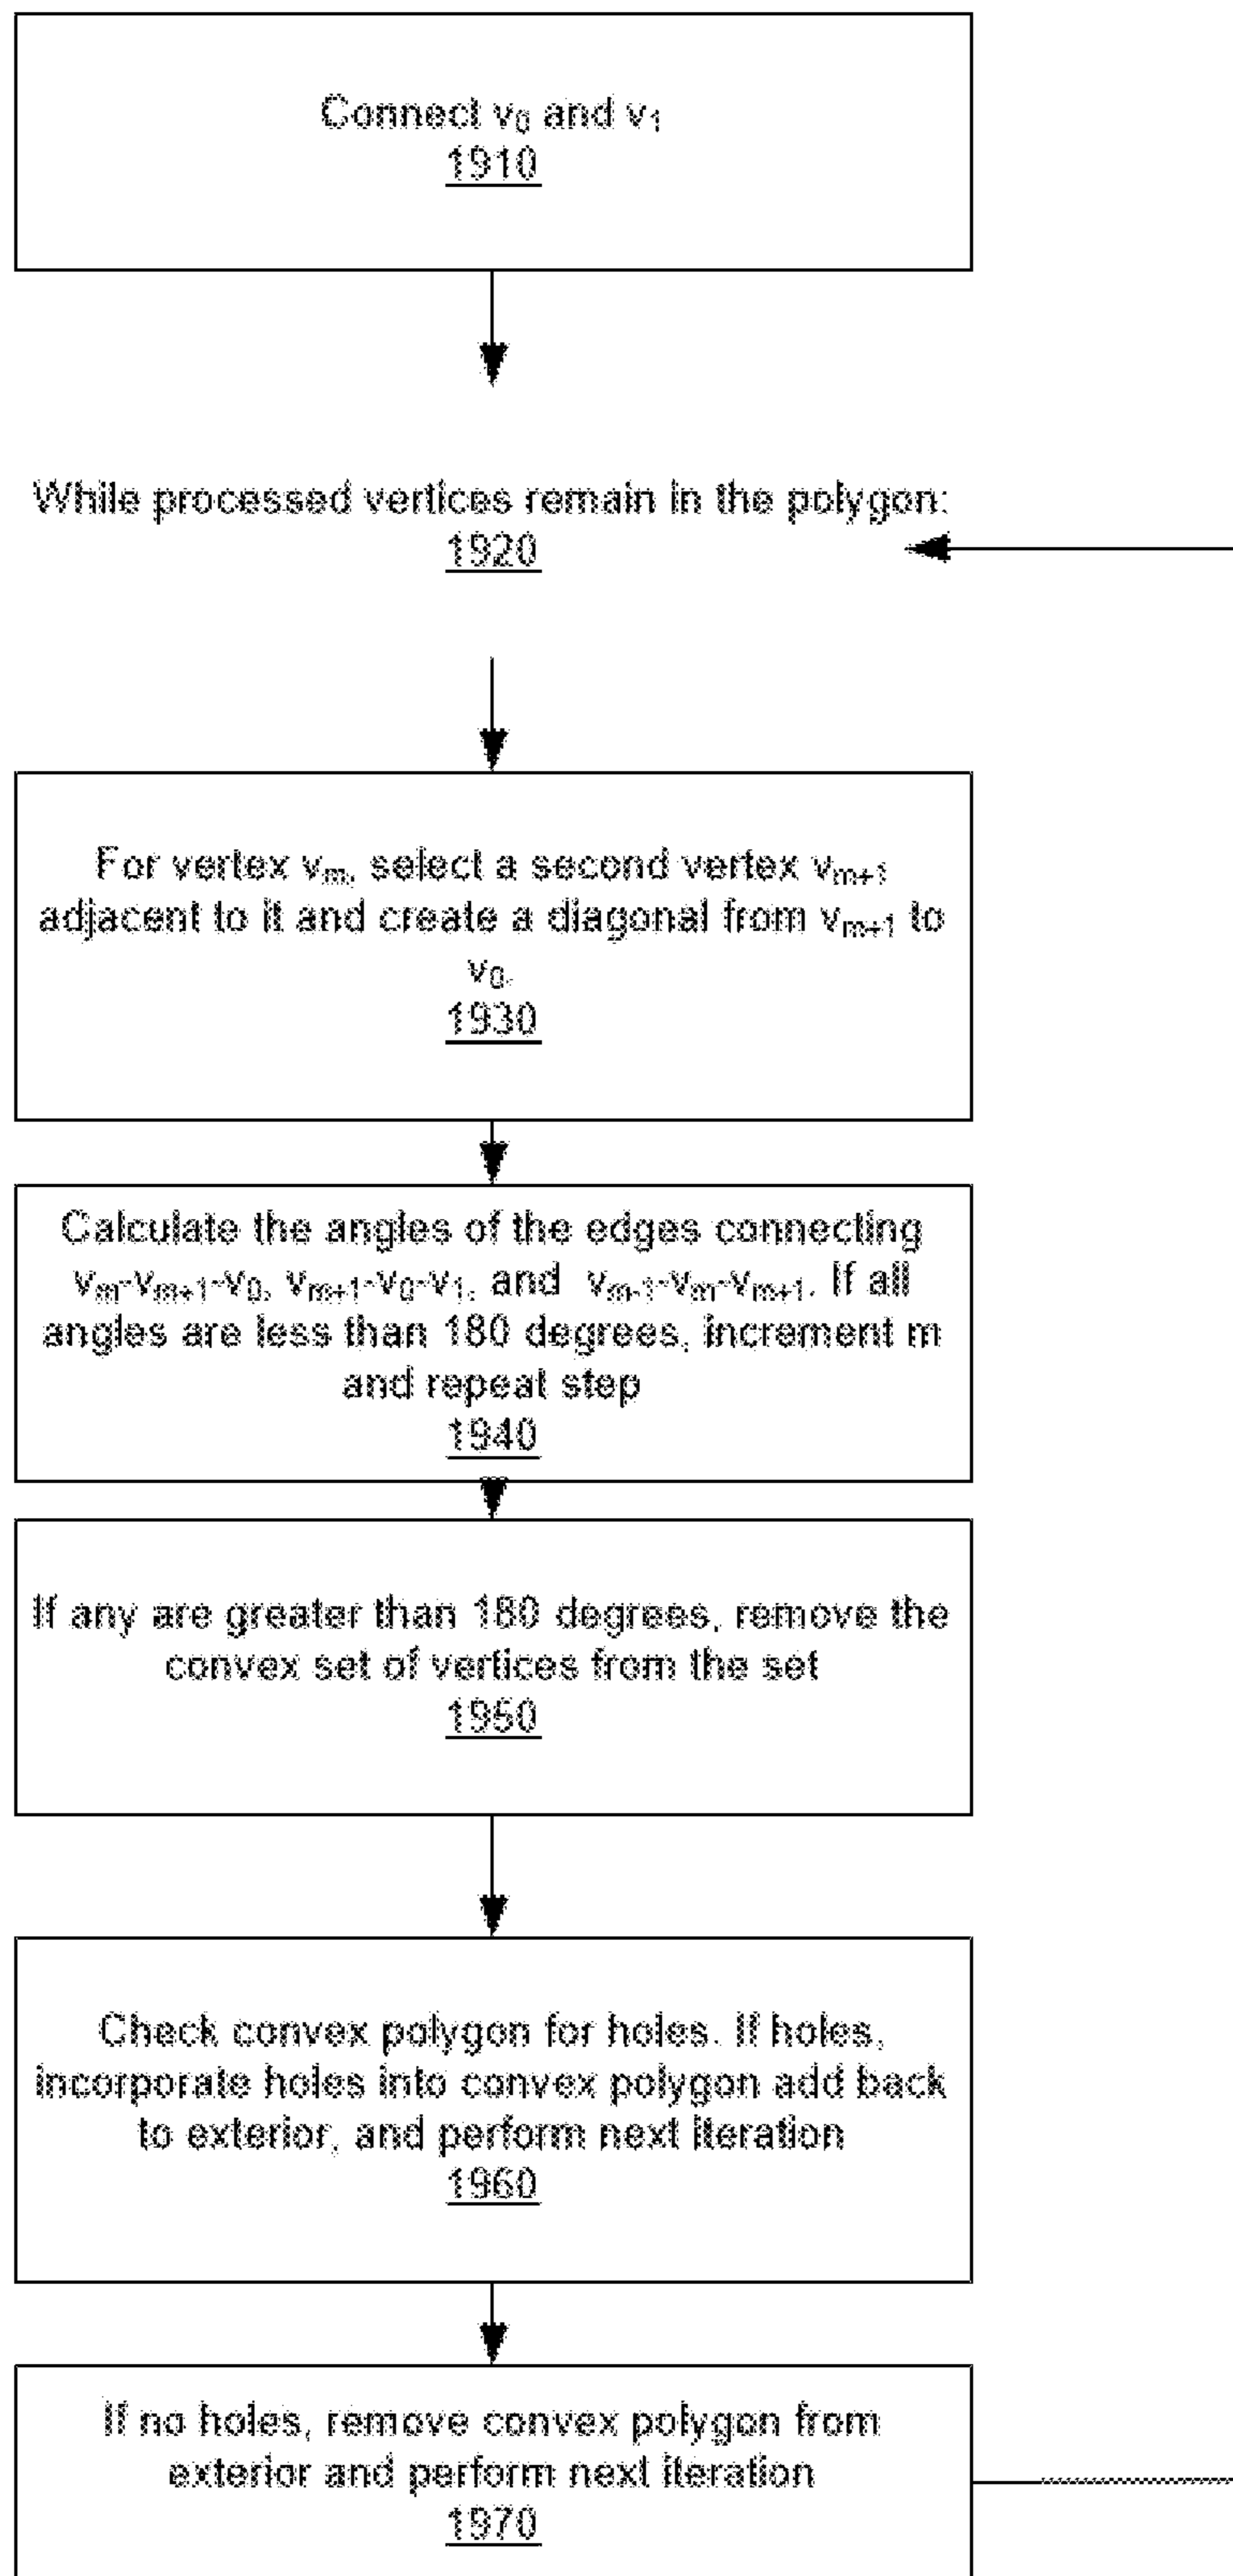 Connect v₀ and v₁
1910
While processed vertices remain in the polygon:
1920
For vertex vₘ, select a second vertex vₘ₊₁
adjacent to it and create a diagonal from vₘ₊₁ to
v₀.
1930
Calculate the angles of the edges connecting
vₘ-vₘ₊₁-v₀, vₘ₊₁-v₀-v₁, and vₘ₋₁-vₘ-vₘ₊₁. If all
angles are less than 180 degrees, increment m
and repeat step
1940
If any are greater than 180 degrees, remove the
convex set of vertices from the set
1950
Check convex polygon for holes. If holes,
incorporate holes into convex polygon add back
to exterior, and perform next iteration
1960
If no holes, remove convex polygon from
exterior and perform next iteration
1970